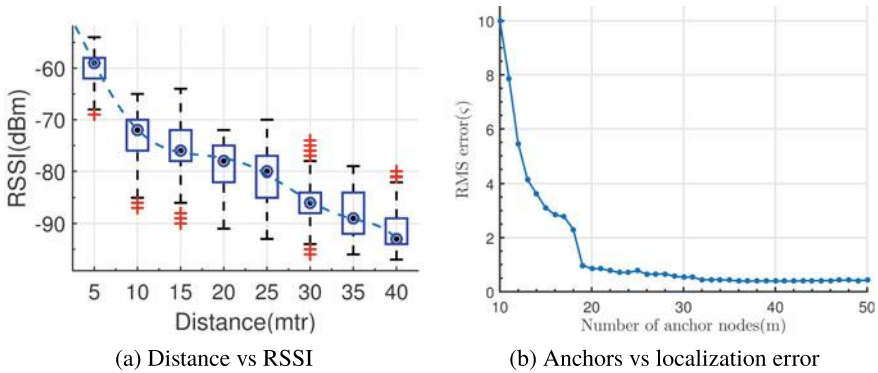 -60
-70
-80
-90
RSSI(dBm)
5 10 15 20 25 30 35 40
Distance(mtr)
(a) Distance vs RSSI
10
8
6
4
2
0
RMS error(ς)
10 20 30 40 50
Number of anchor nodes(m)
(b) Anchors vs localization error